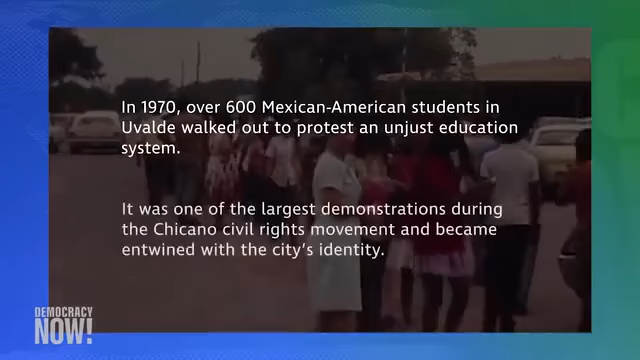 In 1970, over 600 Mexican-American students in
Uvalde walked out to protest an unjust education
system.
It was one of the largest demonstrations during
the Chicano civil rights movement and became
entwined with the city's identity.
DEMOCRACY
NOW!